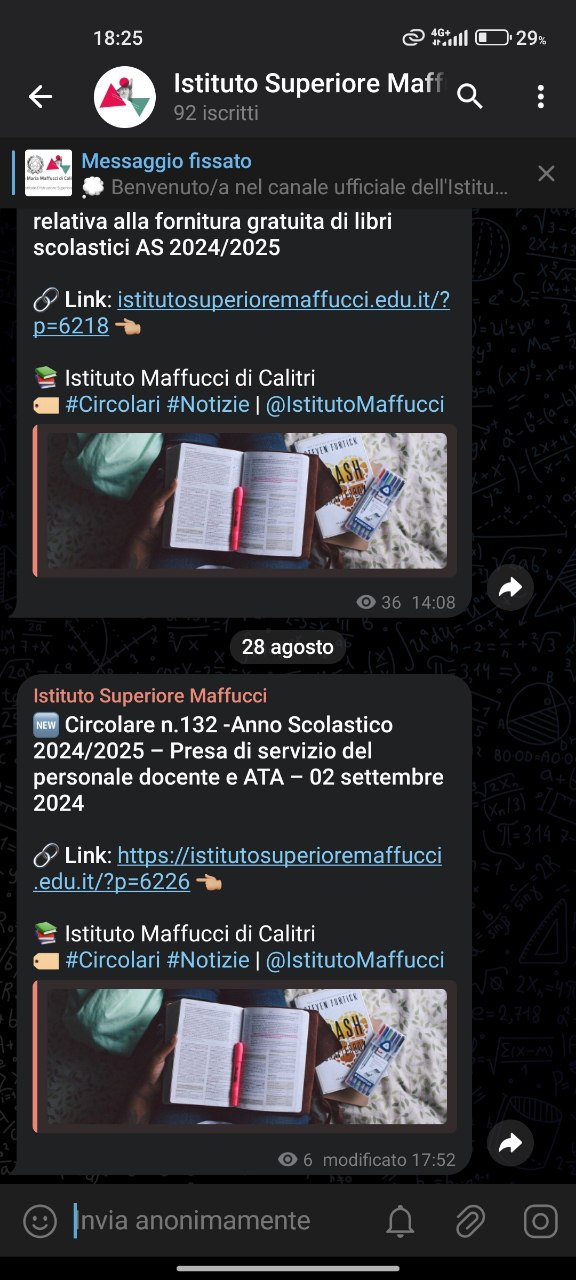 18:25
4G+
29%
Istituto Superiore Maff
92 iscritti
Messaggio fissato
💭 Benvenuto/a nel canale ufficiale dell'Istitu...
relativa alla fornitura gratuita di libri
scolastici AS 2024/2025
🔗 Link: istitutosuperioremaffucci.edu.it/?
p=6218 👈🏼
📚 Istituto Maffucci di Calitri
🏷 #Circolari #Notizie | @IstitutoMaffucci
STEVEN FURTICK
36 14:08
28 agosto
Istituto Superiore Maffucci
🆕 Circolare n.132 -Anno Scolastico
2024/2025 – Presa di servizio del
personale docente e ATA – 02 settembre
2024
🔗 Link: https://istitutosuperioremaffucci
.edu.it/?p=6226 👈🏼
📚 Istituto Maffucci di Calitri
🏷 #Circolari #Notizie | @IstitutoMaffucci
STEVEN FURTICK
6 modificato 17:52
Invia anonimamente